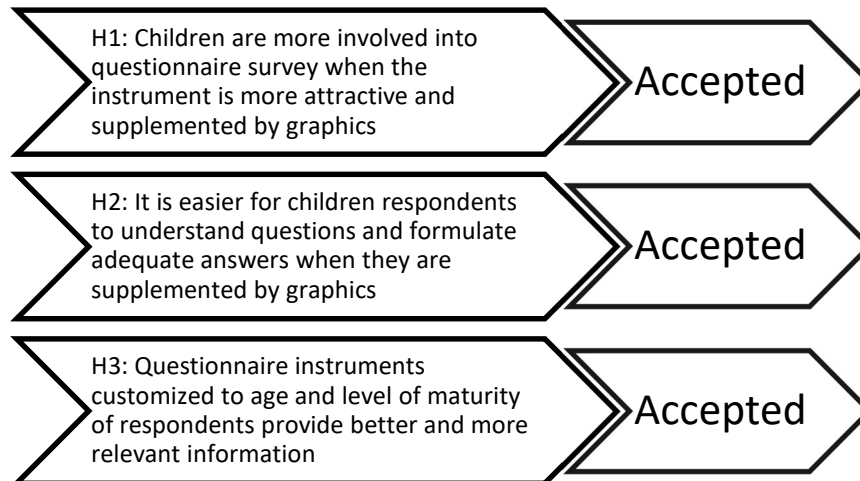 H1: Children are more involved into
questionnaire survey when the
instrument is more attractive and
supplemented by graphics
Accepted
H2: It is easier for children respondents
to understand questions and formulate
adequate answers when they are
supplemented by graphics
Accepted
H3: Questionnaire instruments
customized to age and level of maturity
of respondents provide better and more
relevant information
Accepted